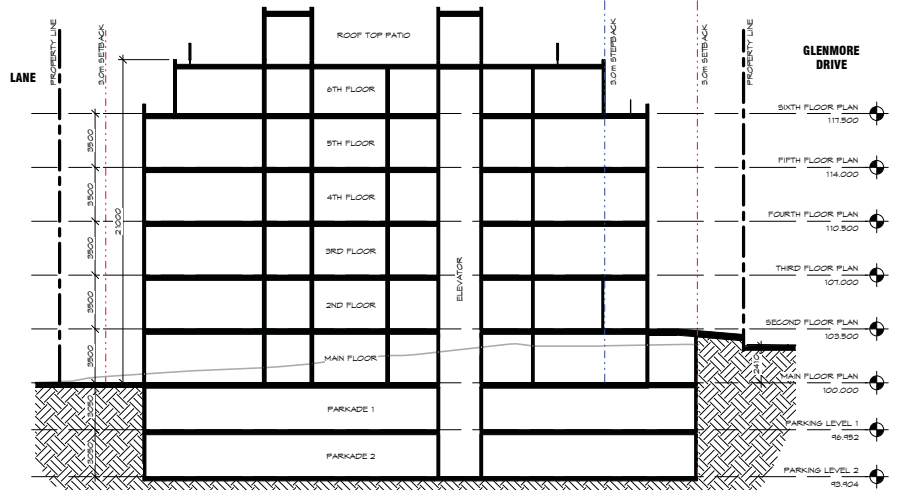 ROOF TOP PATIO
PROPERTY LINE
3.0m SETBACK
3.0m STEPBACK
3.0m SETBACK
PROPERTY LINE
GLENMORE
DRIVE
LANE
6TH FLOOR
SIXTH FLOOR PLAN
117.500
3500
5TH FLOOR
FIFTH FLOOR PLAN
114.000
3500
21000
4TH FLOOR
FOURTH FLOOR PLAN
110.500
3500
3RD FLOOR
ELEVATOR
THIRD FLOOR PLAN
107.000
3500
2ND FLOOR
SECOND FLOOR PLAN
103.500
3500
MAIN FLOOR
2410
MAIN FLOOR PLAN
100.000
3050
PARKADE 1
PARKING LEVEL 1
96.952
3050
PARKADE 2
PARKING LEVEL 2
93.904